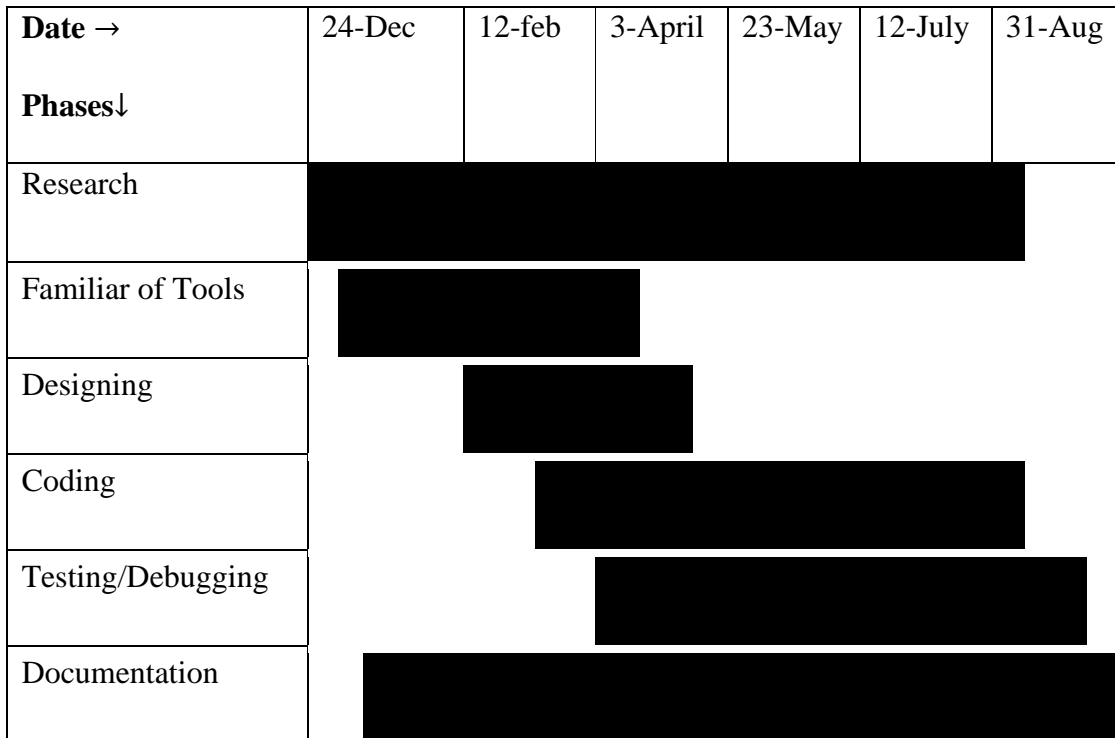 Date → 24-Dec 12-feb 3-April 23-May 12-July 31-Aug
Phases↓
Research
Familiar of Tools
Designing
Coding
Testing/Debugging
Documentation